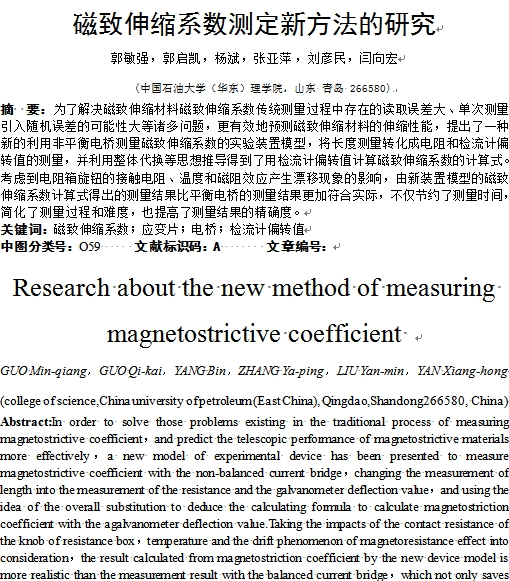 磁致伸缩系数测定新方法的研究
郭敏强，郭启凯，杨斌，张亚萍，刘彦民，闫向宏
（中国石油大学（华东）理学院，山东 青岛 266580）.
摘 要：为了解决磁致伸缩材料磁致伸缩系数传统测量过程中存在的读取误差大、单次测量
引入随机误差的可能性大等诸多问题，更有效地预测磁致伸缩材料的伸缩性能，提出了一种
新的利用非平衡电桥测量磁致伸缩系数的实验装置模型，将长度测量转化成电阻和检流计偏
转值的测量，并利用整体代换等思想推导得到了用检流计偏转值计算磁致伸缩系数的计算式。
考虑到电阻箱旋钮的接触电阻、温度和磁阻效应产生漂移现象的影响，由新装置模型的磁致
伸缩系数计算式得出的测量结果比平衡电桥的测量结果更加符合实际，不仅节约了测量时间，
简化了测量过程和难度，也提高了测量结果的精确度。
关键词：磁致伸缩系数；应变片；电桥；检流计偏转值
中图分类号：O59 文献标识码：A 文章编号：
Research about the new method of measuring
magnetostrictive coefficient
GUO Min-qiang，GUO Qi-kai，YANG Bin，ZHANG Ya-ping，LIU Yan-min，YAN Xiang-hong
(college of science,China university of petroleum (East China), Qingdao,Shandong266580, China)
Abstract:In order to solve those problems existing in the traditional process of measuring
magnetostrictive coefficient，and predict the telescopic performance of magnetostrictive materials
more effectively，a new model of experimental device has been presented to measure
magnetostrictive coefficient with the non-balanced current bridge，changing the measurement of
length into the measurement of the resistance and the galvanometer deflection value，and using the
idea of the overall substitution to deduce the calculating formula to calculate magnetostriction
coefficient with the agalvanometer deflection value.Taking the impacts of the contact resistance of
the knob of resistance box，temperature and the drift phenomenon of magnetoresistance effect into
consideration，the result calculated from magnetostriction coefficient by the new device model is
more realistic than the measurement result with the balanced current bridge，which not only saves